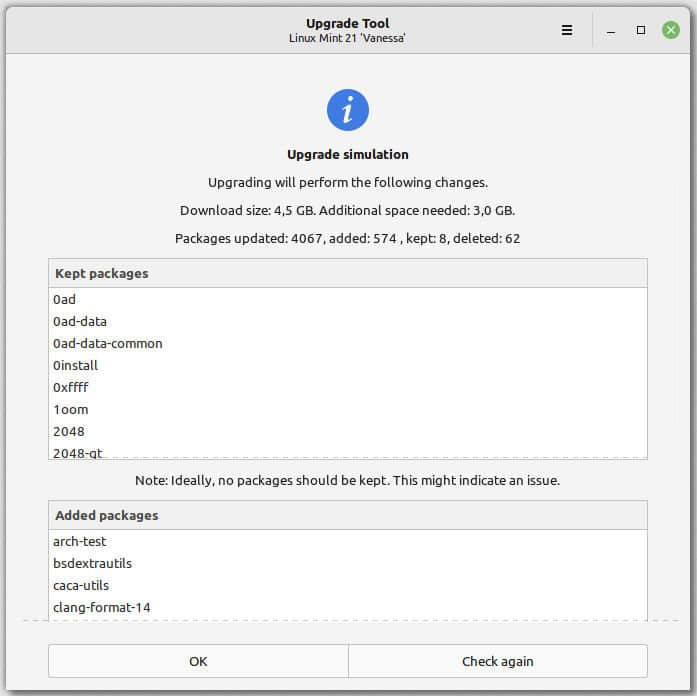 Upgrade Tool
Linux Mint 21 'Vanessa'
i
Upgrade simulation
Upgrading will perform the following changes.
Download size: 4,5 GB. Additional space needed: 3,0 GB.
Packages updated: 4067, added: 574 , kept: 8, deleted: 62
Kept packages
0ad
0ad-data
0ad-data-common
0install
0xffff
1oom
2048
2048-qt
Note: Ideally, no packages should be kept. This might indicate an issue.
Added packages
arch-test
bsdextrautils
caca-utils
clang-format-14
OK
Check again